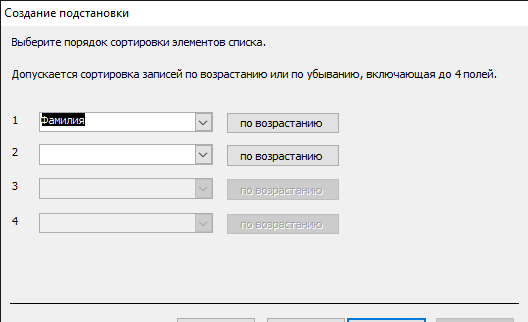 Создание подстановки
Выберите порядок сортировки элементов списка.
Допускается сортировка записей по возрастанию или по убыванию, включающая до 4 полей.
1 Фамилия по возрастанию
2 по возрастанию
3 по возрастанию
4 по возрастанию